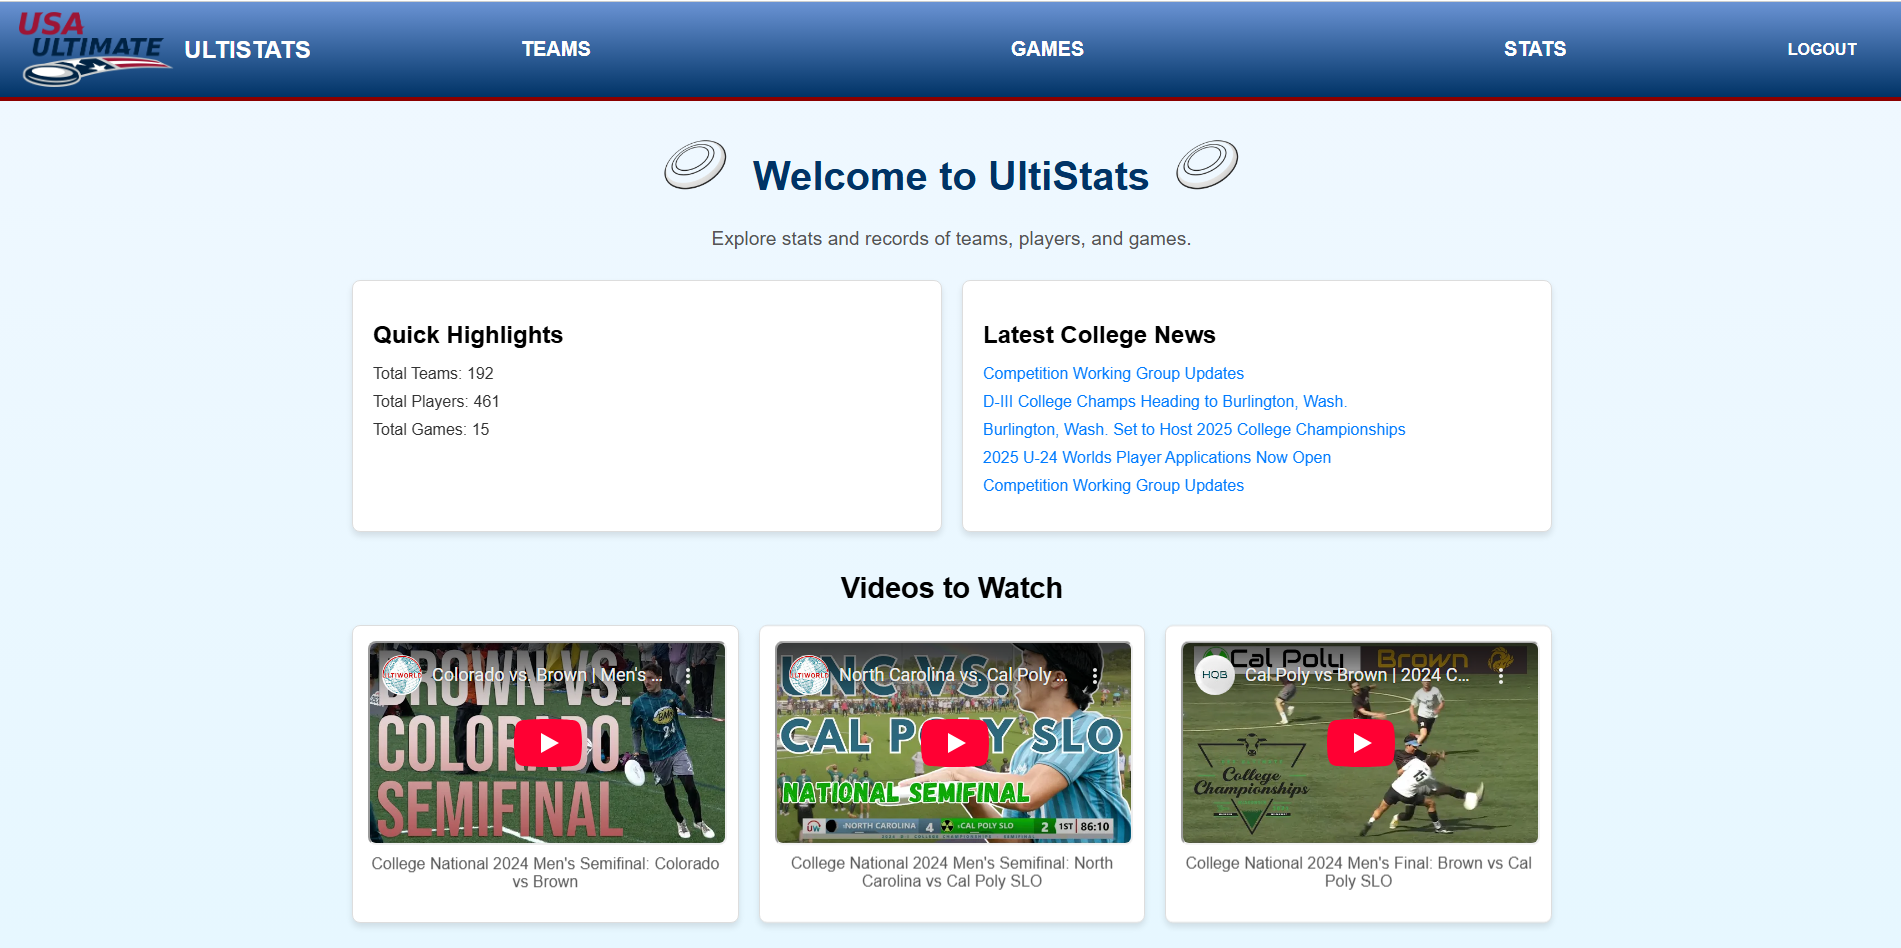 USA
ULTIMATE
ULTISTATS
TEAMS
GAMES
STATS
LOGOUT
Welcome to UltiStats
Explore stats and records of teams, players, and games.
Quick Highlights
Total Teams: 192
Total Players: 461
Total Games: 15
Latest College News
Competition Working Group Updates
D-III College Champs Heading to Burlington, Wash.
Burlington, Wash. Set to Host 2025 College Championships
2025 U-24 Worlds Player Applications Now Open
Competition Working Group Updates
Videos to Watch
BROWN VS.
COLORADO
SEMIFINAL
ULTIWORLD
Colorado vs. Brown | Men's ...
24
College National 2024 Men's Semifinal: Colorado
vs Brown
UNC VS.
CAL POLY SLO
NATIONAL SEMIFINAL
ULTIWORLD
North Carolina vs. Cal Poly ...
UW
NORTH CAROLINA 4
CAL POLY SLO 2 1ST 86:10
College National 2024 Men's Semifinal: North
Carolina vs Cal Poly SLO
Cal Poly
Brown
HQB
Cal Poly vs Brown | 2024 C...
College
Championships
15
College National 2024 Men's Final: Brown vs Cal
Poly SLO